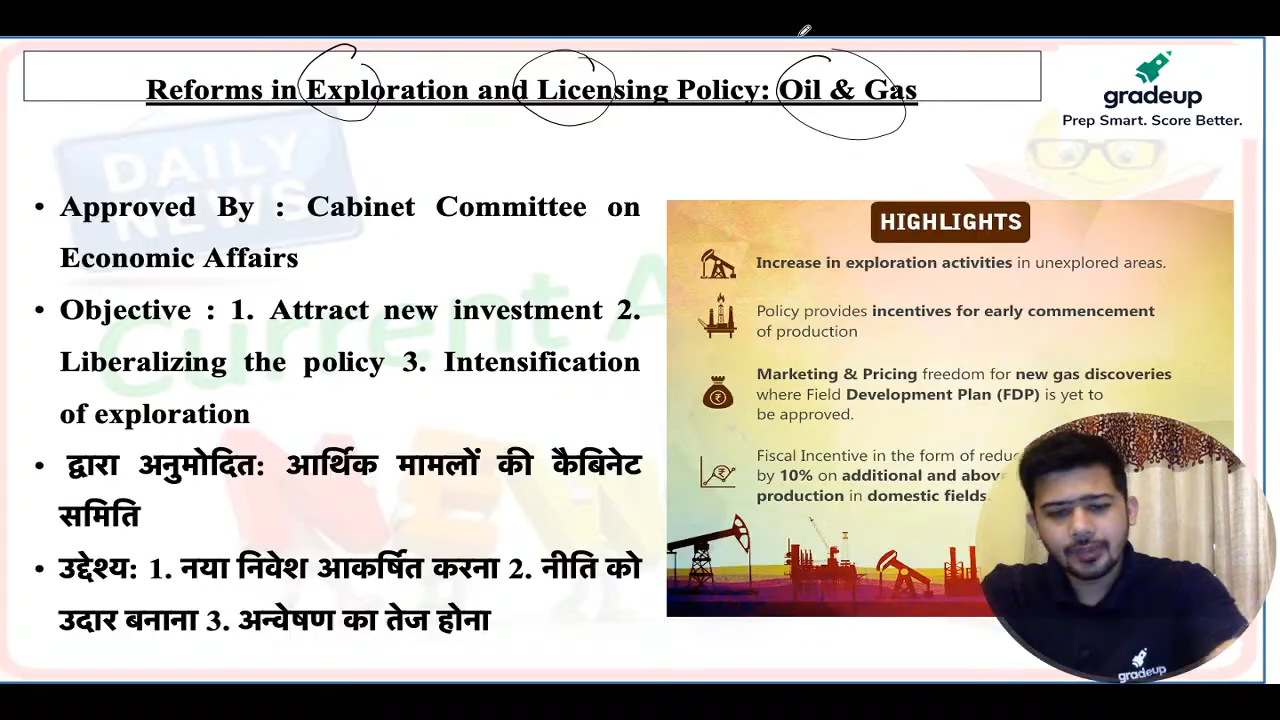 Reforms in Exploration and Licensing Policy: Oil & Gas
gradeup
Prep Smart. Score Better.
DAILY
NEWS
• Approved By : Cabinet Committee on
Economic Affairs
• Objective : 1. Attract new investment 2.
Liberalizing the policy 3. Intensification
of exploration
• द्वारा अनुमोदित: आर्थिक मामलों की कैबिनेट
समिति
• उद्देश्य: 1. नया निवेश आकर्षित करना 2. नीति को
उदार बनाना 3. अन्वेषण का तेज होना
Current A
NEW
HIGHLIGHTS
Increase in exploration activities in unexplored areas.
Policy provides incentives for early commencement
of production
Marketing & Pricing freedom for new gas discoveries
where Field Development Plan (FDP) is yet to
be approved.
Fiscal Incentive in the form of
by 10% on additional and
production in domestic fields.
gradeup